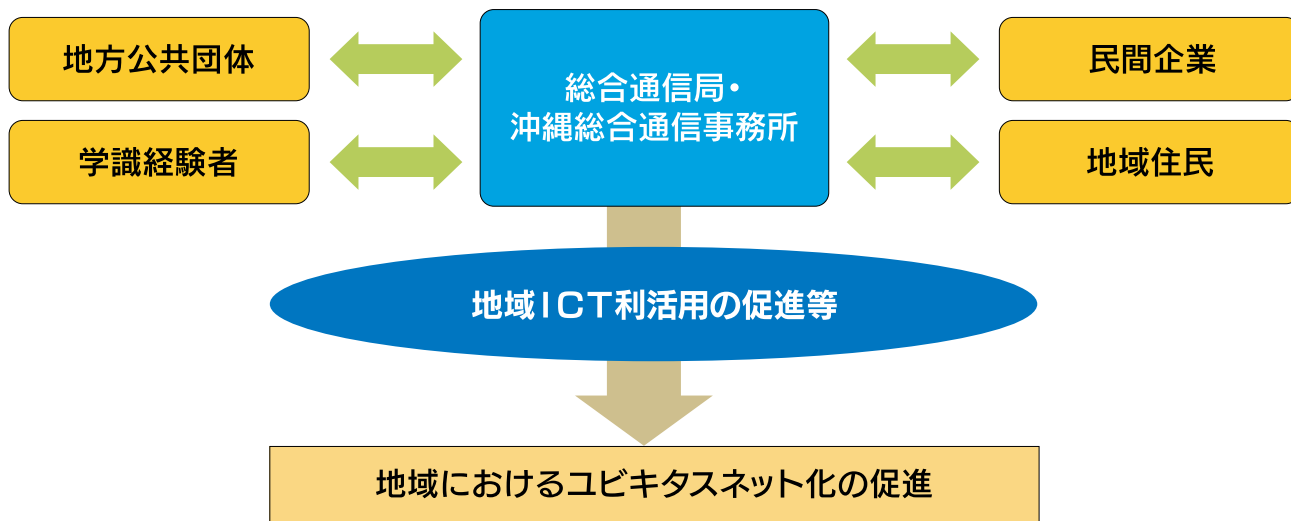 地方公共団体
総合通信局・
沖縄総合通信事務所
民間企業
学識経験者
地域住民
地域ICT利活用の促進等
地域におけるユビキタスネット化の促進